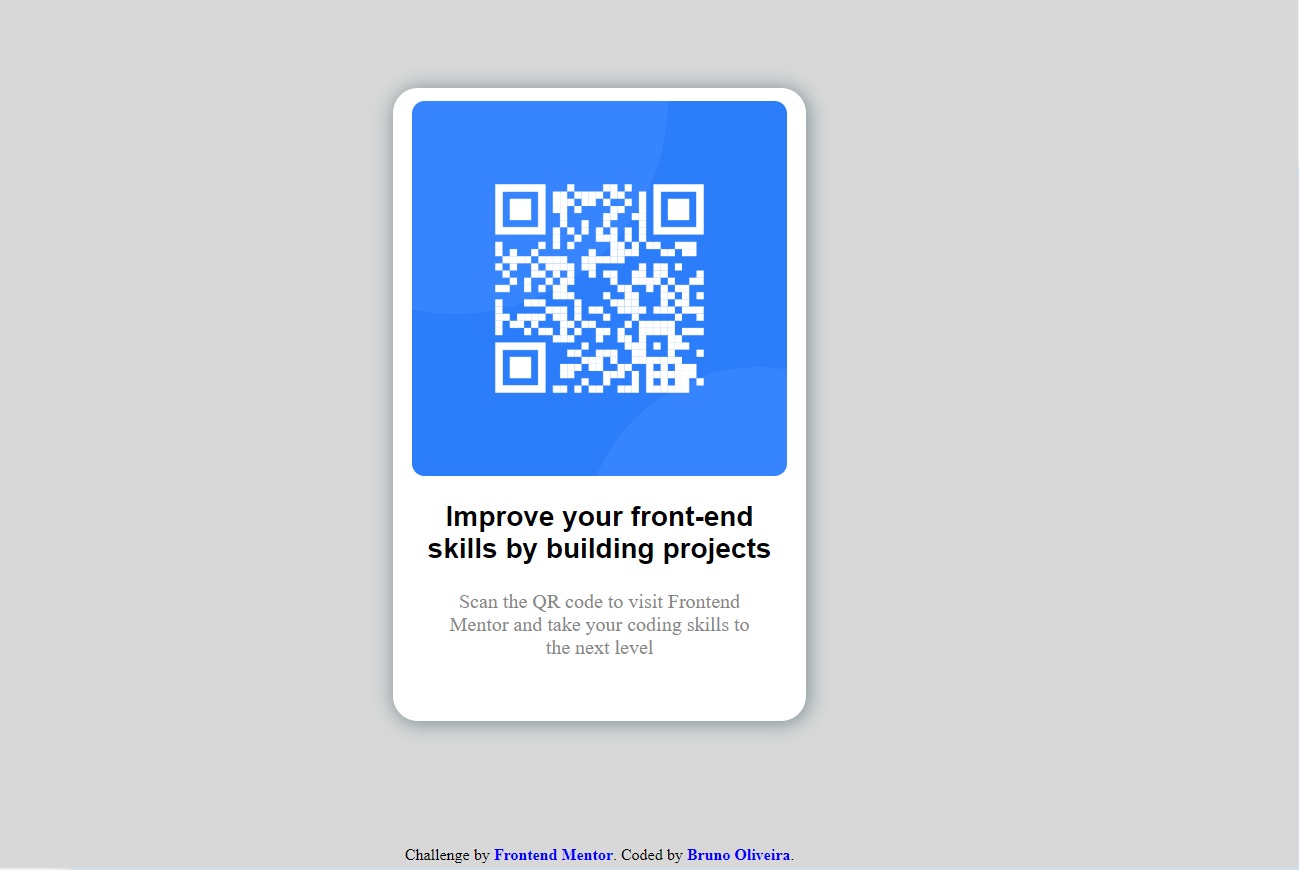 Improve your front-end
skills by building projects
Scan the QR code to visit Frontend
Mentor and take your coding skills to
the next level
Challenge by Frontend Mentor. Coded by Bruno Oliveira.